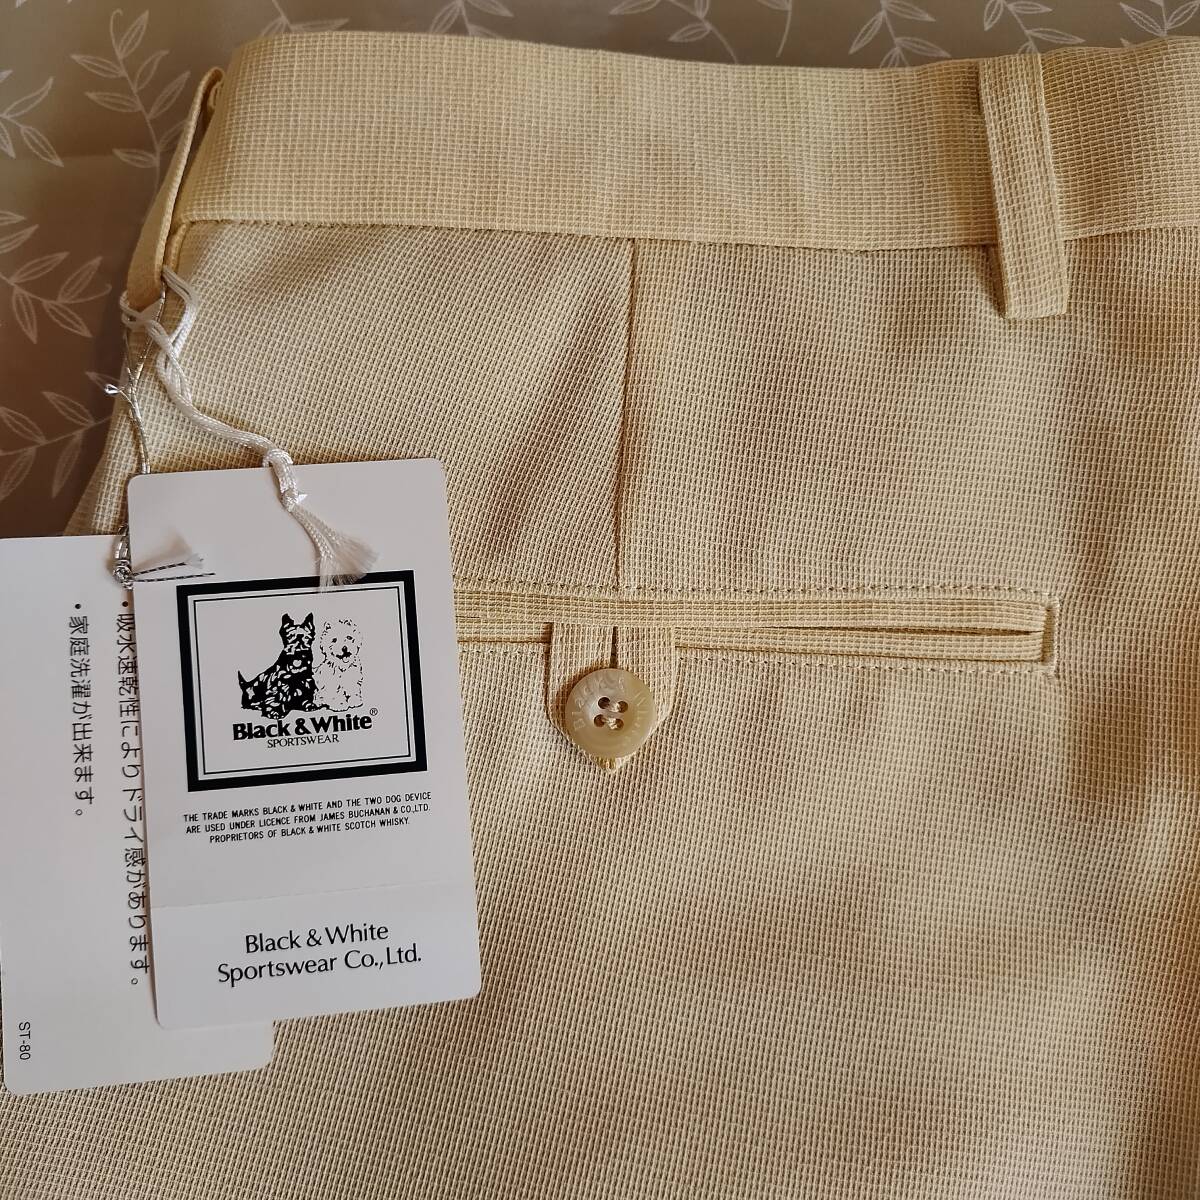 Black & White®
SPORTSWEAR
THE TRADE MARKS BLACK & WHITE AND THE TWO DOG DEVICE
ARE USED UNDER LICENCE FROM JAMES BUCHANAN & CO.,LTD.
PROPRIETORS OF BLACK & WHITE SCOTCH WHISKY.
Black & White
Sportswear Co.,Ltd.
・吸水速乾性によりドライ感があります。
・家庭洗濯が出来ます。
ST-80